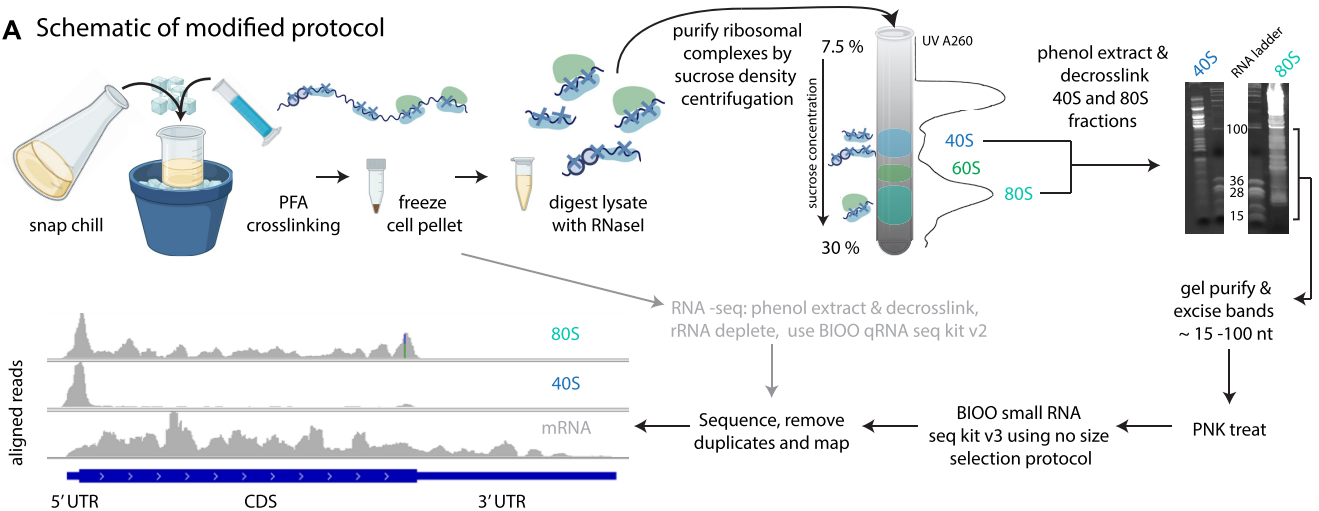 A Schematic of modified protocol
snap chill
PFA
crosslinking
freeze
cell pellet
digest lysate
with RNaseI
purify ribosomal
complexes by
sucrose density
centrifugation
7.5 %
sucrose concentration
30 %
UV A260
40S
60S
80S
phenol extract &
decrosslink
40S and 80S
fractions
40S
RNA ladder
80S
100
36
28
15
gel purify &
excise bands
~ 15 -100 nt
PNK treat
BIOO small RNA
seq kit v3 using no size
selection protocol
RNA -seq: phenol extract & decrosslink,
rRNA deplete, use BIOO qRNA seq kit v2
Sequence, remove
duplicates and map
aligned reads
80S
40S
mRNA
5' UTR
CDS
3' UTR